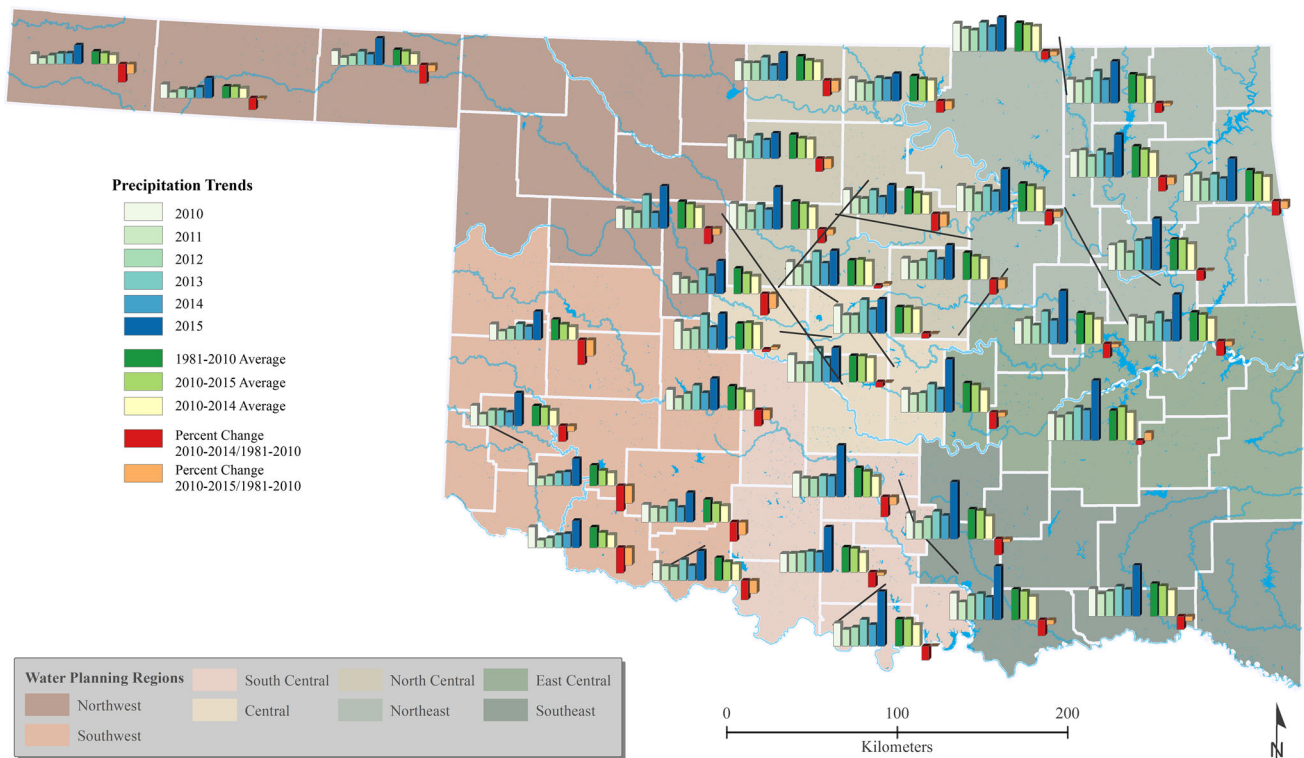 Precipitation Trends
2010
2011
2012
2013
2014
2015
1981-2010 Average
2010-2015 Average
2010-2014 Average
Percent Change
2010-2014/1981-2010
Percent Change
2010-2015/1981-2010
Water Planning Regions
Northwest
Southwest
South Central
Central
North Central
Northeast
East Central
Southeast
0
100
200
Kilometers
N